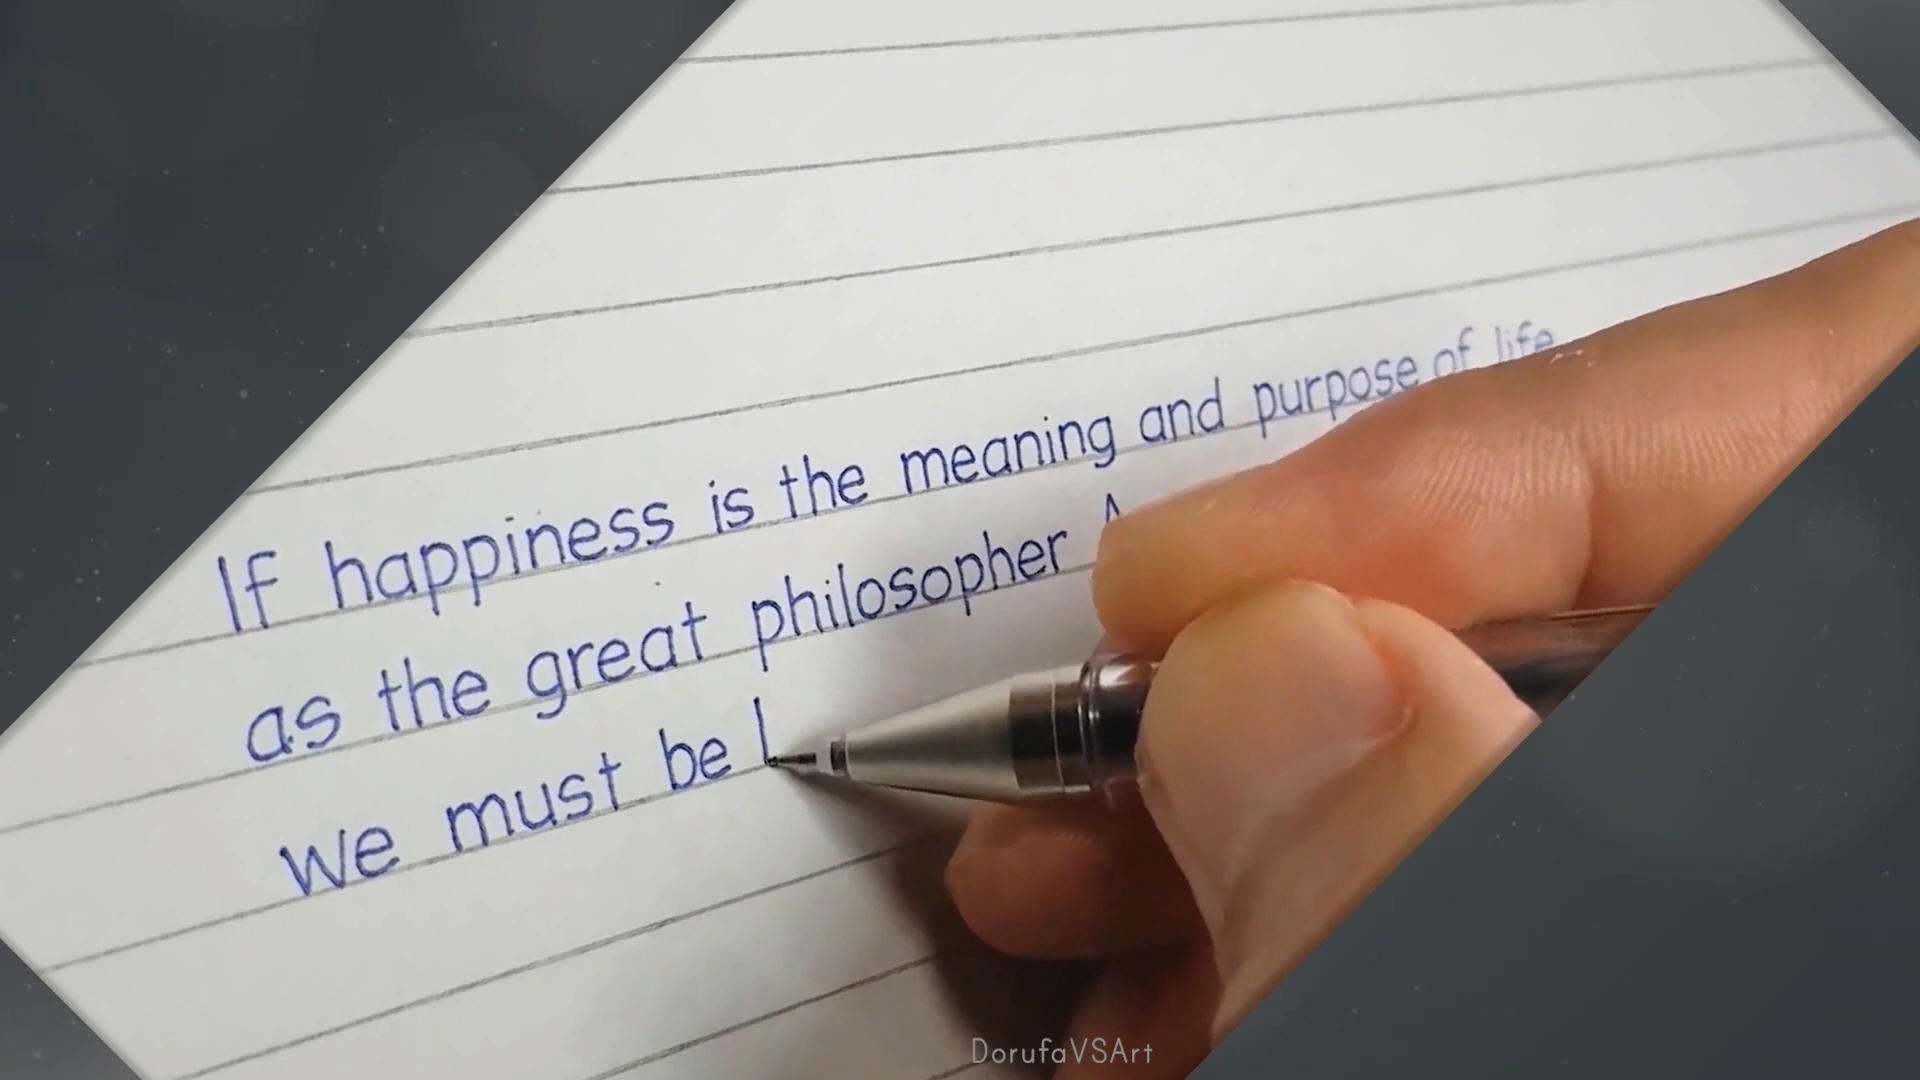 If happiness is the meaning and purpose of life
as the great philosopher
we must be
DorufaVSArt